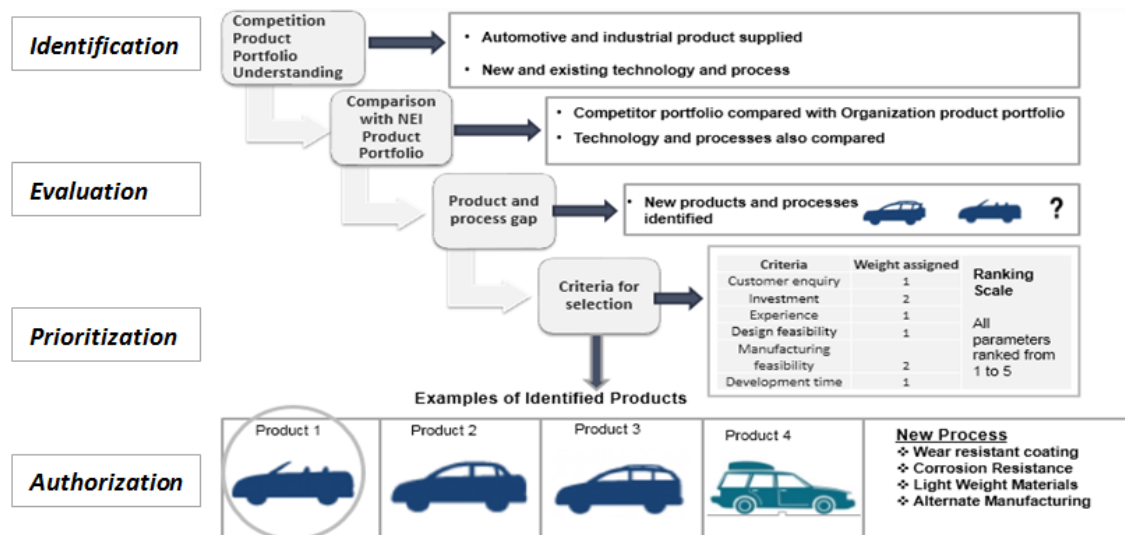 Identification
Competition
Product
Portfolio
Understanding
• Automotive and industrial product supplied
• New and existing technology and process
Comparison
with NEI
Product
Portfolio
• Competitor portfolio compared with Organization product portfolio
• Technology and processes also compared
Evaluation
Product and
process gap
• New products and processes
identified
?
Prioritization
Criteria for
selection
Criteria Weight assigned
Customer enquiry 1
Investment 2
Experience 1
Design feasibility 1
Manufacturing
feasibility 2
Development time 1
Ranking
Scale
All
parameters
ranked from
1 to 5
Examples of Identified Products
Authorization
Product 1
Product 2
Product 3
Product 4
New Process
❖ Wear resistant coating
❖ Corrosion Resistance
❖ Light Weight Materials
❖ Alternate Manufacturing